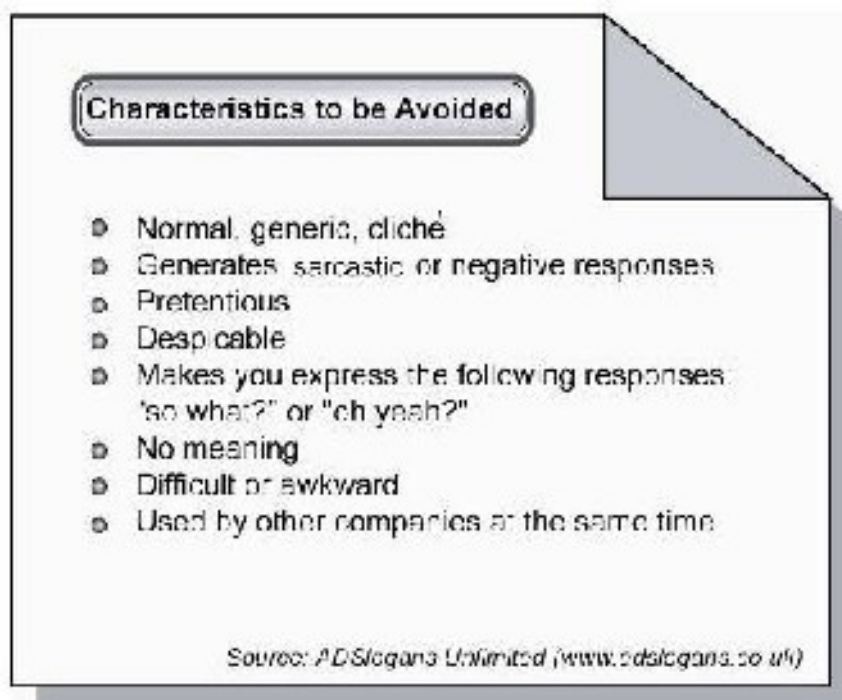 Characteristics to be Avoided
Normal, generic, cliché
Generates sarcastic or negative responses
Pretentious
Despicable
Makes you express the following responses:
"so what?" or "oh yeah?"
No meaning
Difficult or awkward
Used by other companies at the same time
Source: ADSlogans Unlimited (www.adslogans.co.uk)